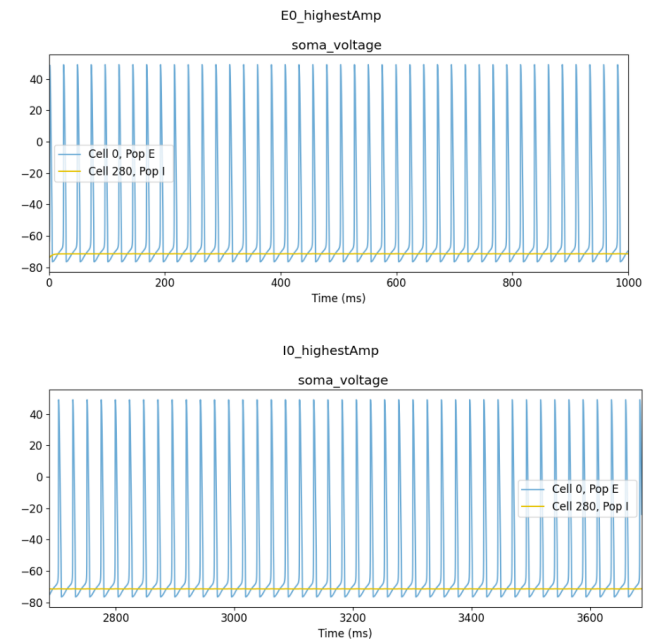 E0_highestAmp
soma_voltage
40
20
0
−20
−40
−60
−80
Cell 0, Pop E
Cell 280, Pop I
0 200 400 600 800 1000
Time (ms)
I0_highestAmp
soma_voltage
40
20
0
−20
−40
−60
−80
Cell 0, Pop E
Cell 280, Pop I
2800 3000 3200 3400 3600
Time (ms)